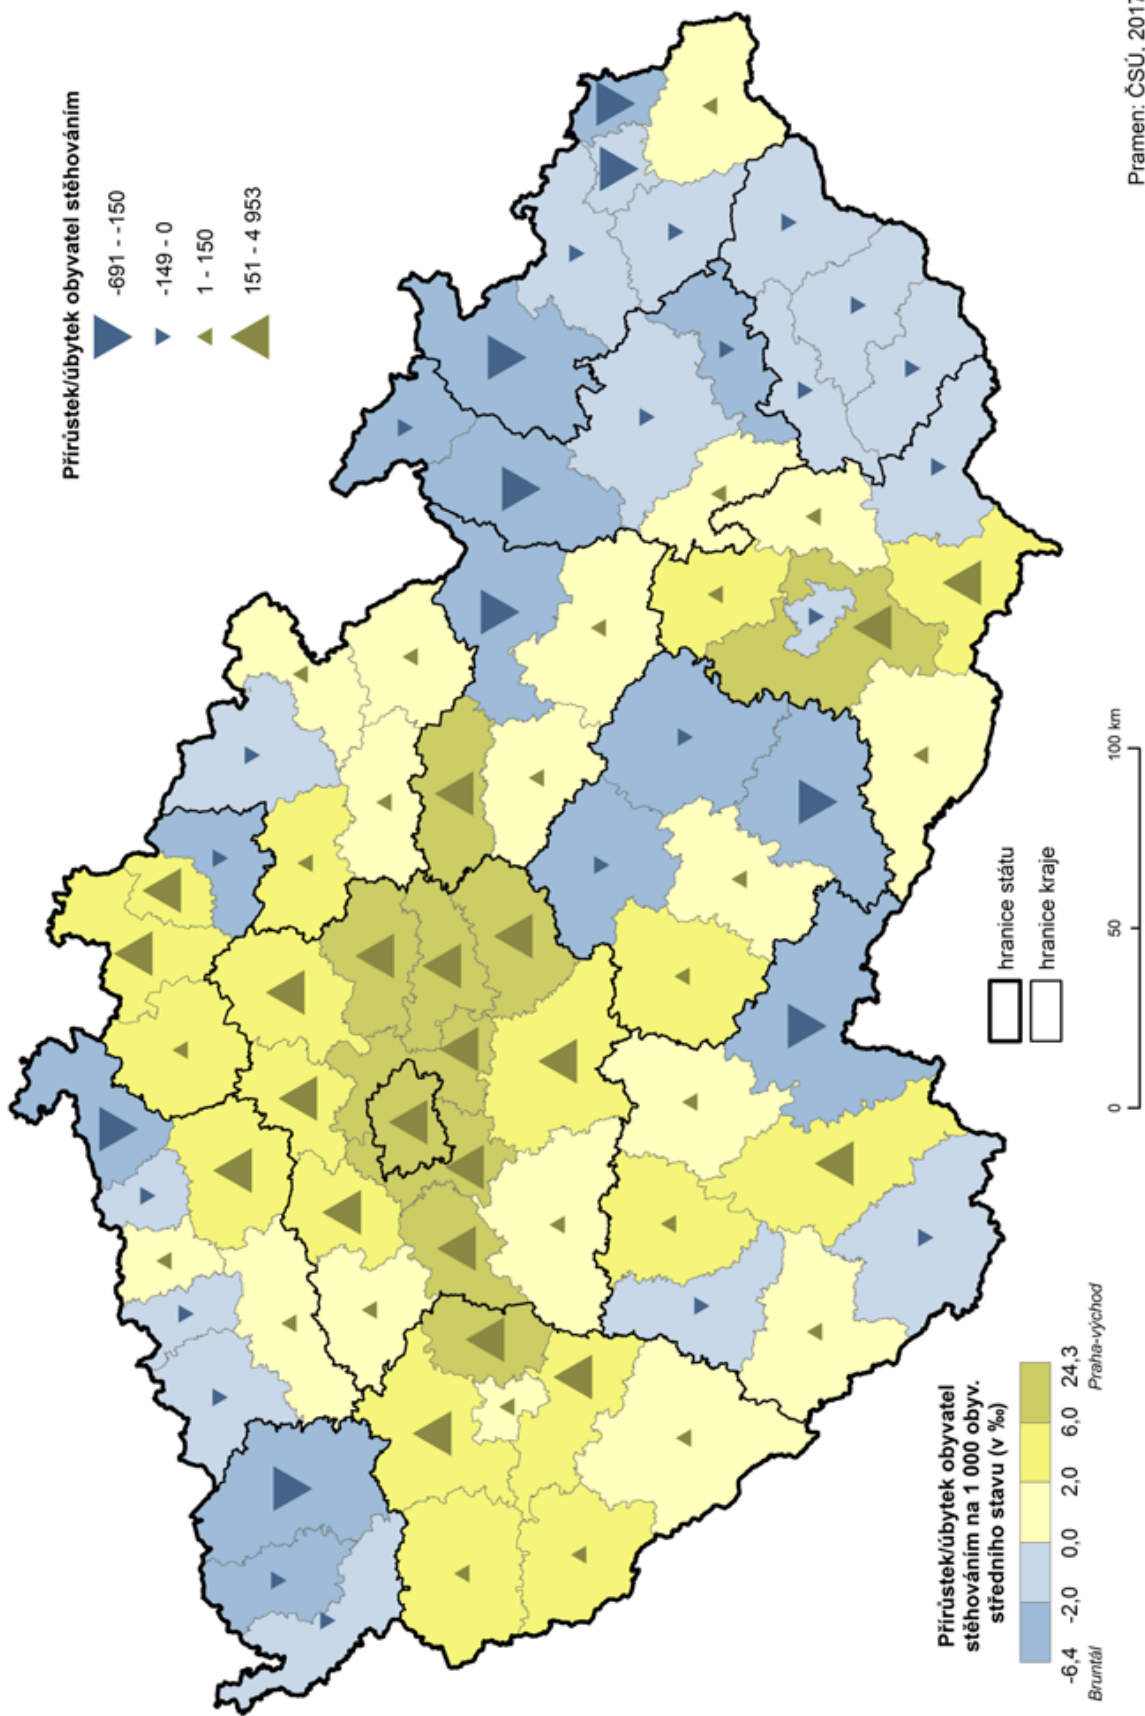 Přírůstek/úbytek obyvatel stěhováním
-691 - -150
-149 - 0
1 - 150
151 - 4 953
Přírůstek/úbytek obyvatel
stěhováním na 1 000 obyv.
středního stavu (v ‰)
-6,4 -2,0 0,0 2,0 6,0 24,3
Bruntál Praha-východ
hranice státu
hranice kraje
0 50 100 km
Pramen: ČSÚ, 2017